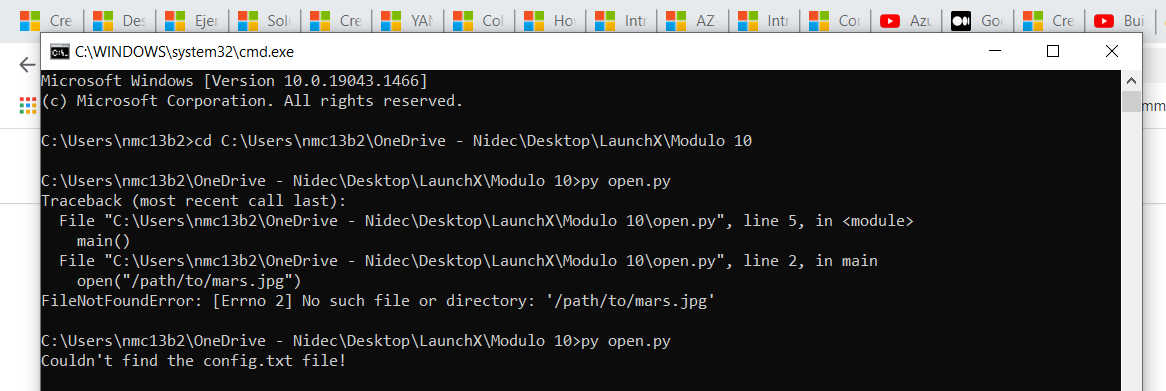 Cre
Des
Ejer
Solu
Cre
YAM
Col
Ho
Intr
AZ-
Intr
Cor
Azu
Goo
Cre
Bui
C:\WINDOWS\system32\cmd.exe
Microsoft Windows [Version 10.0.19043.1466]
(c) Microsoft Corporation. All rights reserved.
C:\Users\nmc13b2>cd C:\Users\nmc13b2\OneDrive - Nidec\Desktop\LaunchX\Modulo 10
C:\Users\nmc13b2\OneDrive - Nidec\Desktop\LaunchX\Modulo 10>py open.py
Traceback (most recent call last):
  File "C:\Users\nmc13b2\OneDrive - Nidec\Desktop\LaunchX\Modulo 10\open.py", line 5, in <module>
    main()
  File "C:\Users\nmc13b2\OneDrive - Nidec\Desktop\LaunchX\Modulo 10\open.py", line 2, in main
    open("/path/to/mars.jpg")
FileNotFoundError: [Errno 2] No such file or directory: '/path/to/mars.jpg'
C:\Users\nmc13b2\OneDrive - Nidec\Desktop\LaunchX\Modulo 10>py open.py
Couldn't find the config.txt file!